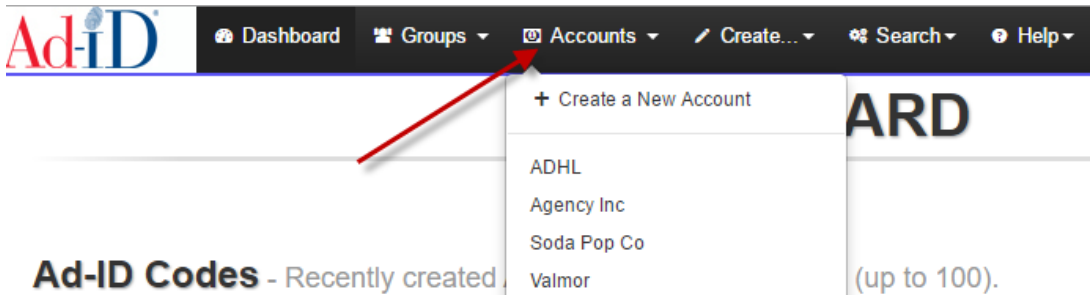 Ad-iD Dashboard Groups Accounts Create... Search Help
+ Create a New Account
ARD
ADHL
Agency Inc
Soda Pop Co
Valmor
Ad-ID Codes - Recently created (up to 100).